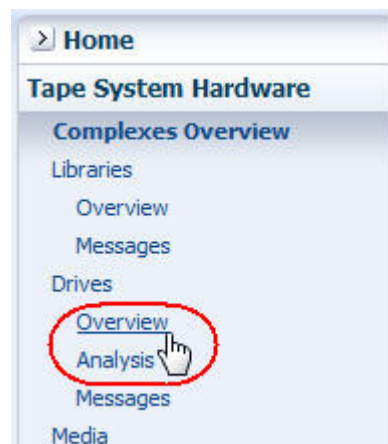 Home
Tape System Hardware
Complexes Overview
Libraries
Overview
Messages
Drives
Overview
Analysis
Messages
Media